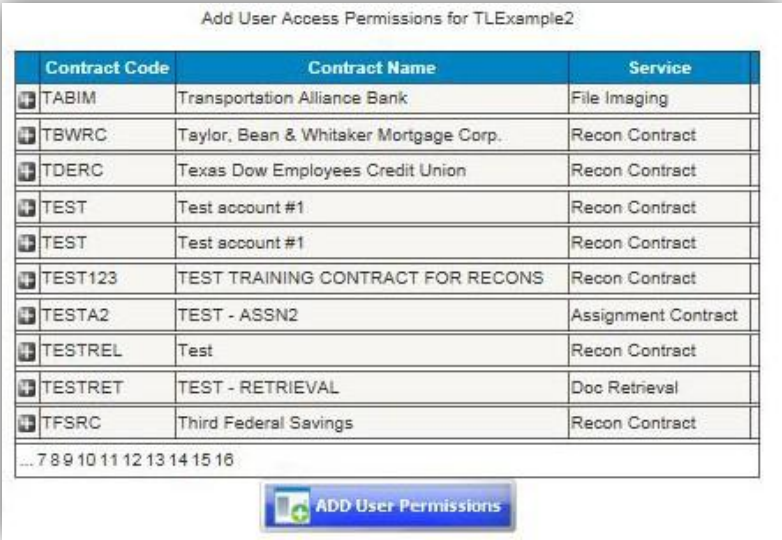 Add User Access Permissions for TLExample2
Contract Code Contract Name Service
TABIM Transportation Alliance Bank File Imaging
TBWRC Taylor, Bean & Whitaker Mortgage Corp. Recon Contract
TDERC Texas Dow Employees Credit Union Recon Contract
TEST Test account #1 Recon Contract
TEST Test account #1 Recon Contract
TEST123 TEST TRAINING CONTRACT FOR RECONS Recon Contract
TESTA2 TEST - ASSN2 Assignment Contract
TESTREL Test Recon Contract
TESTRET TEST - RETRIEVAL Doc Retrieval
TFSRC Third Federal Savings Recon Contract
... 7 8 9 10 11 12 13 14 15 16
ADD User Permissions